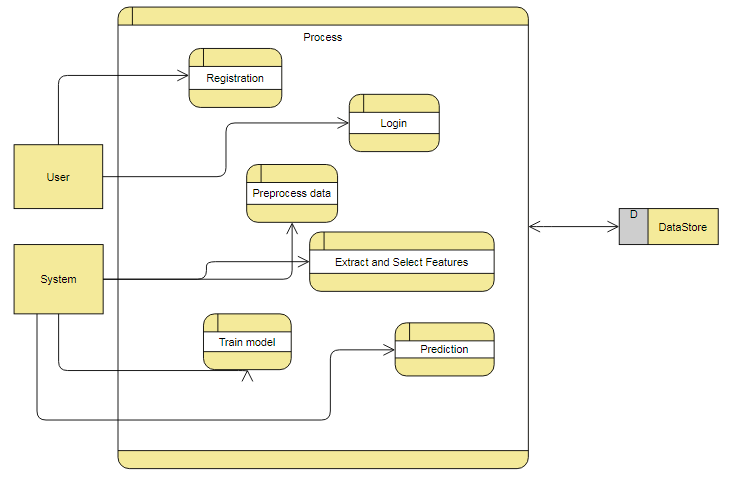 Process
Registration
Login
User
Preprocess data
D
DataStore
System
Extract and Select Features
Train model
Prediction